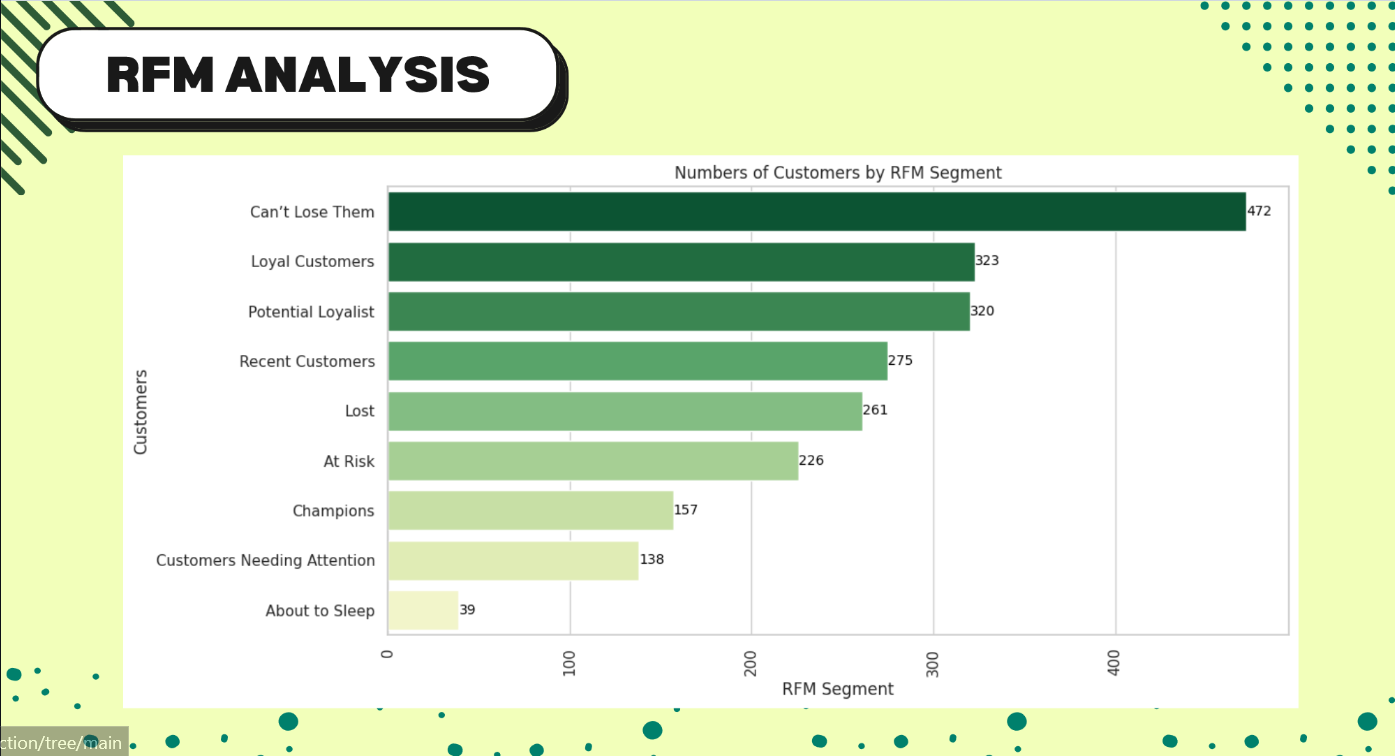 RFM ANALYSIS
Numbers of Customers by RFM Segment
Can't Lose Them
472
Loyal Customers
323
Potential Loyalist
320
Recent Customers
275
Lost
261
At Risk
226
Champions
157
Customers Needing Attention
138
About to Sleep
39
Customers
0
100
200
300
400
RFM Segment
ction/tree/main